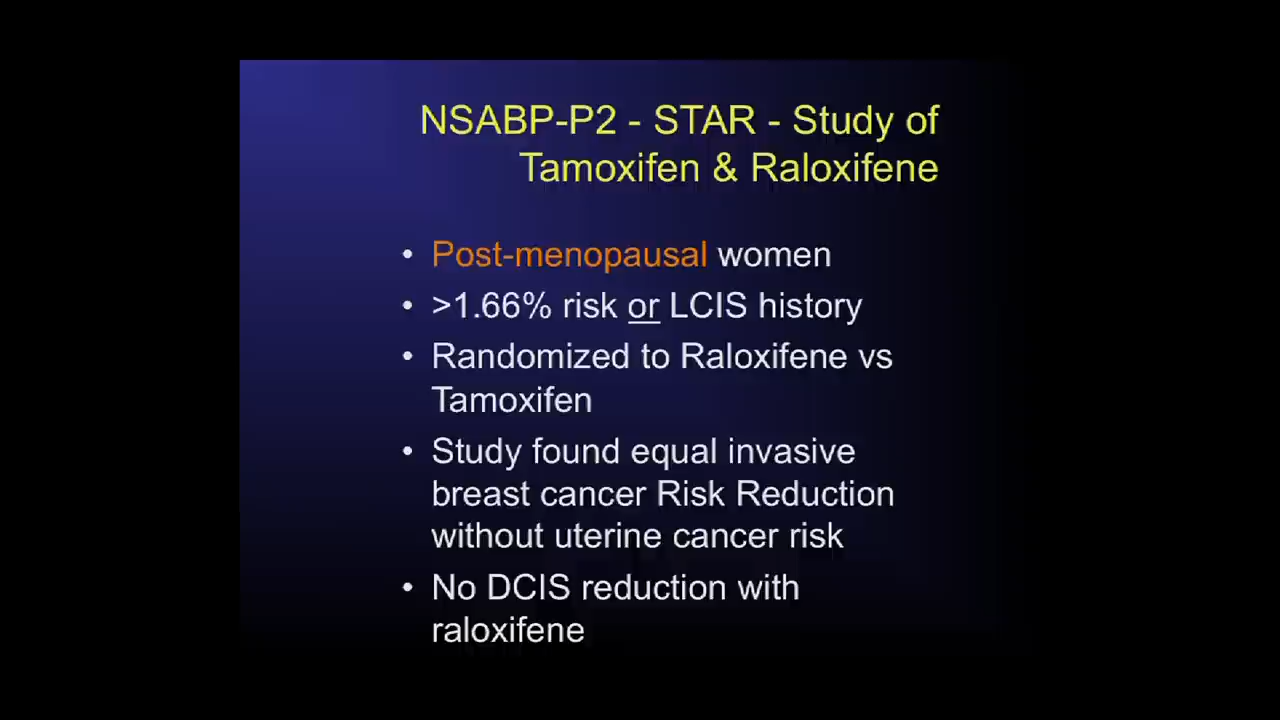 NSABP-P2 - STAR - Study of
Tamoxifen & Raloxifene
• Post-menopausal women
• >1.66% risk or LCIS history
• Randomized to Raloxifene vs
Tamoxifen
• Study found equal invasive
breast cancer Risk Reduction
without uterine cancer risk
• No DCIS reduction with
raloxifene